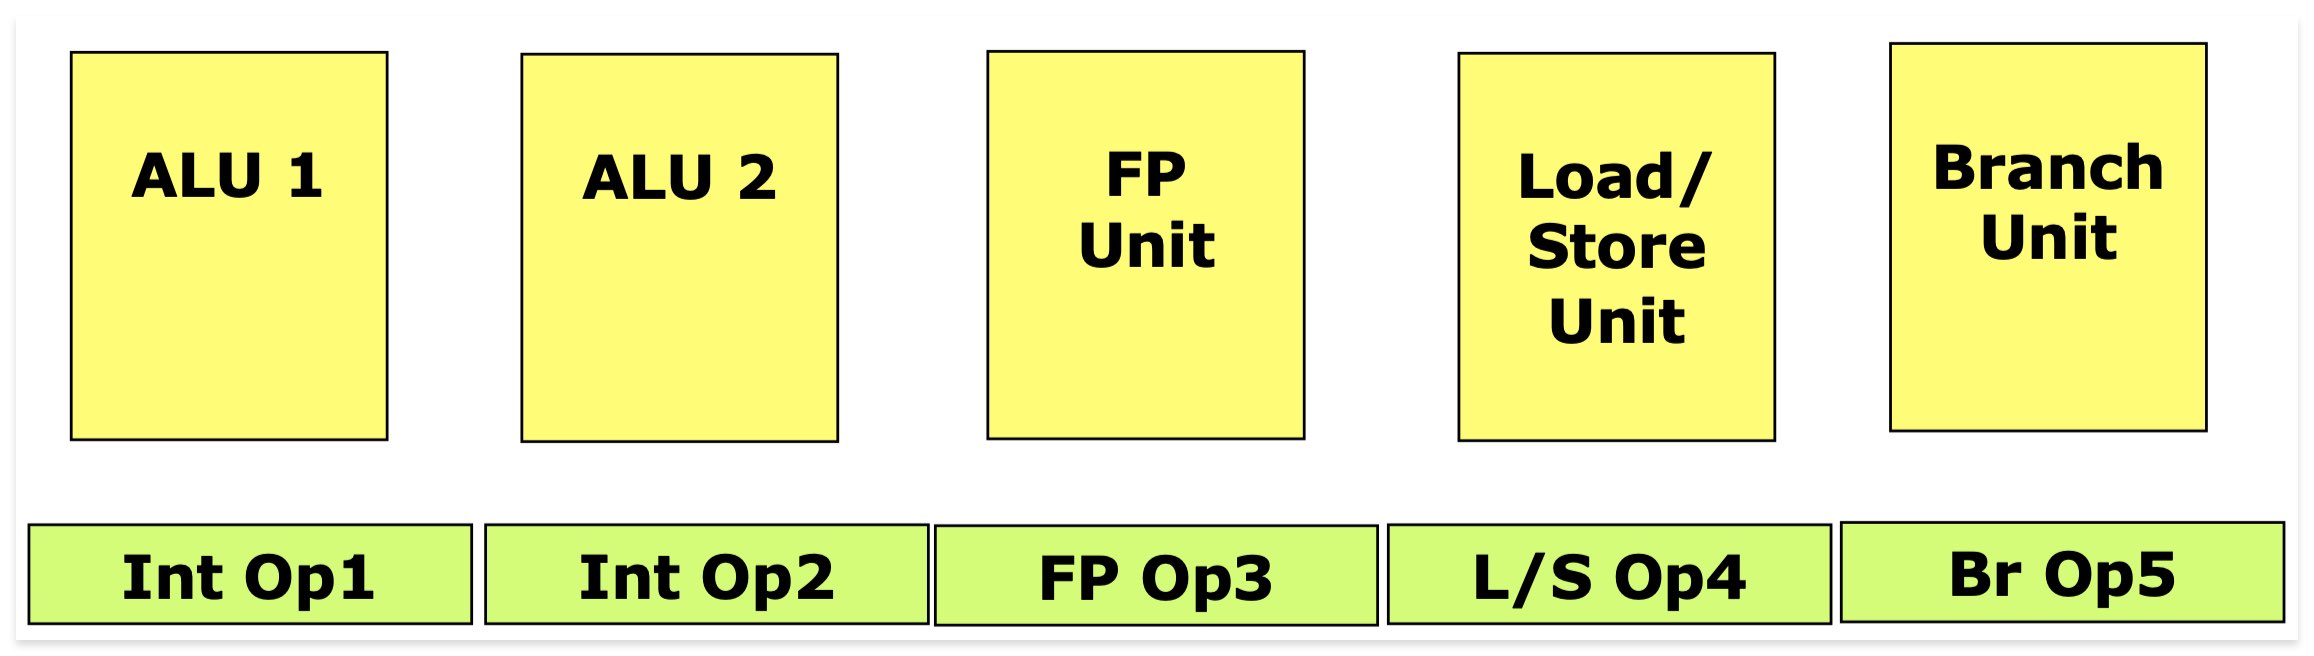 ALU 1
ALU 2
FP
Unit
Load/
Store
Unit
Branch
Unit
Int Op1
Int Op2
FP Op3
L/S Op4
Br Op5